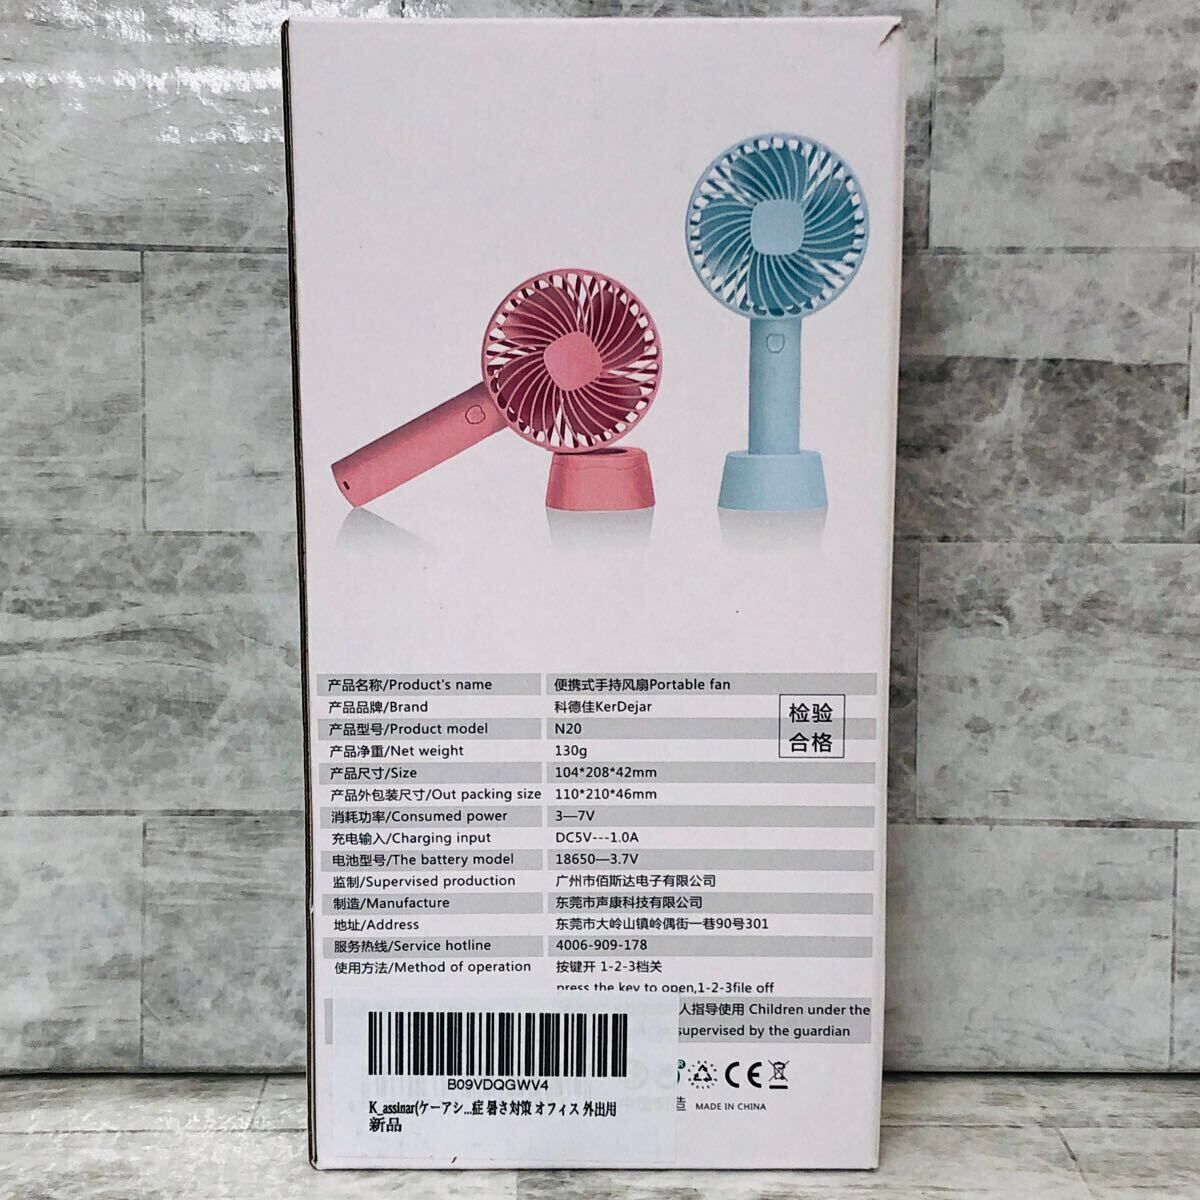 产品名称/Product's name 便携式手持风扇Portable fan
产品品牌/Brand 科德佳KerDejar
产品型号/Product model N20
产品净重/Net weight 130g
产品尺寸/Size 104*208*42mm
产品外包装尺寸/Out packing size 110*210*46mm
消耗功率/Consumed power 3—7V
充电输入/Charging input DC5V---1.0A
电池型号/The battery model 18650—3.7V
监制/Supervised production 广州市佰斯达电子有限公司
制造/Manufacture 东莞市声康科技有限公司
地址/Address 东莞市大岭山镇岭偶街一巷90号301
服务热线/Service hotline 4006-909-178
使用方法/Method of operation 按键开 1-2-3档关
press the key to open,1-2-3file off
检验
合格
人指导使用 Children under the
supervised by the guardian
B09VDQGWV4
K_assinar(ケーアシ...症 暑さ対策 オフィス 外出用
新品
CE
造 MADE IN CHINA